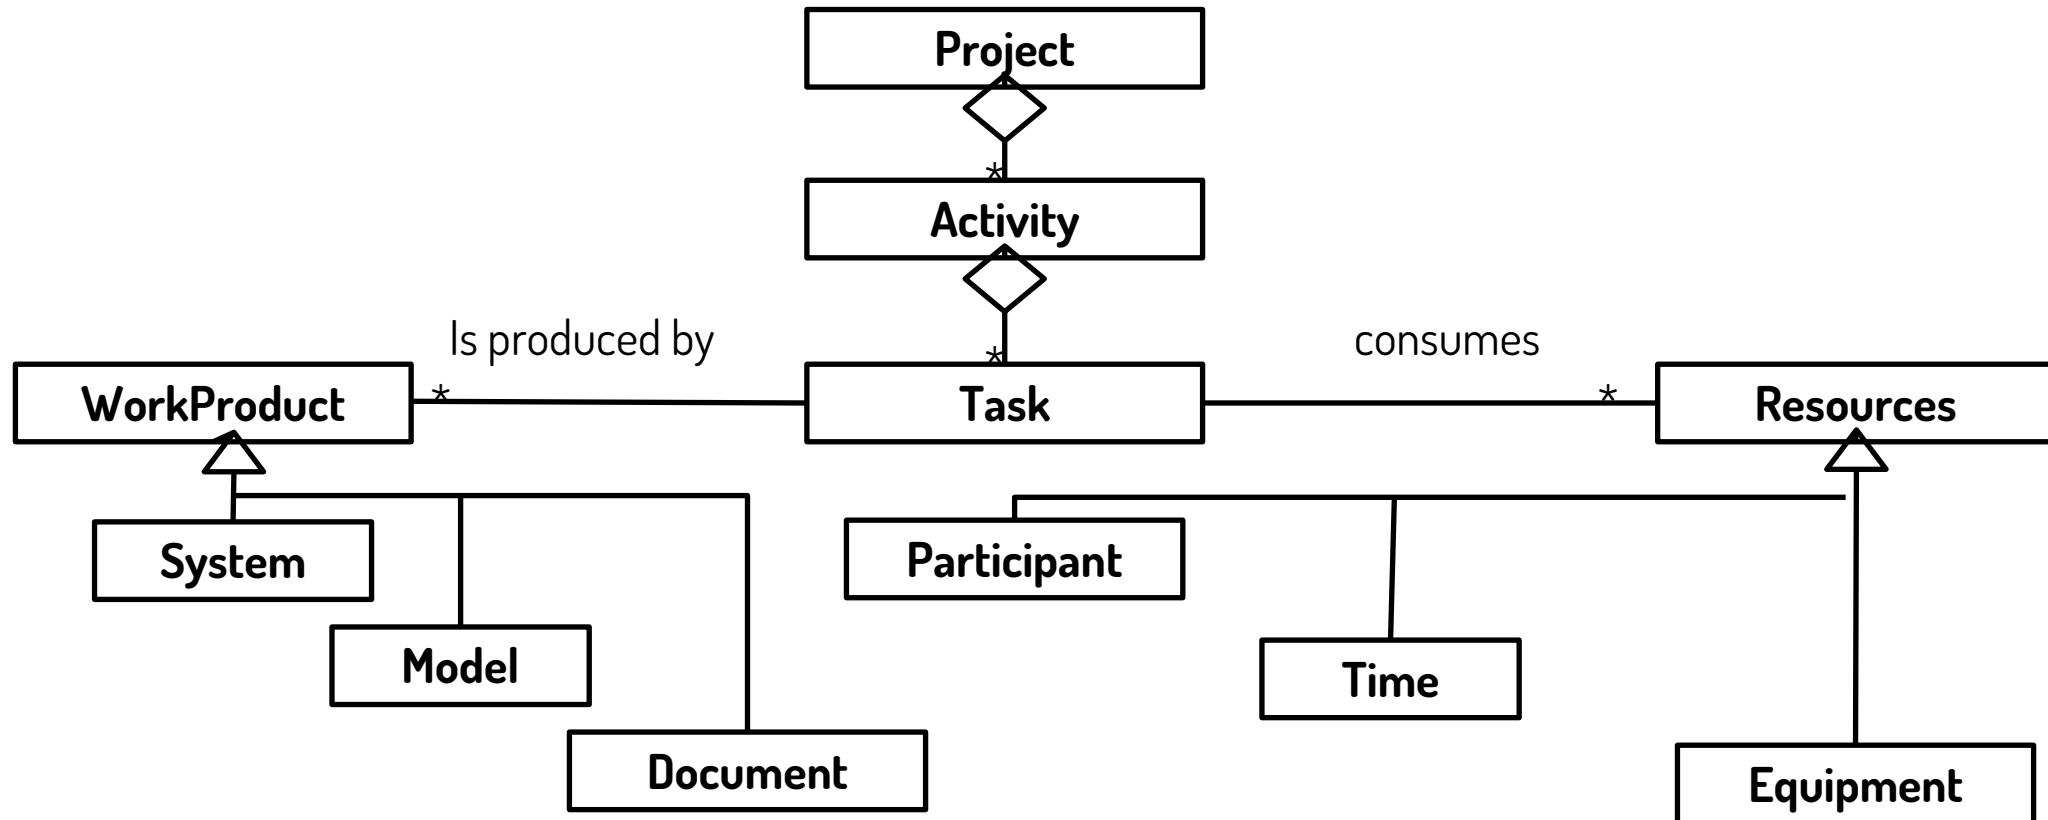 Project
*
Activity
*
Is produced by
consumes
WorkProduct
*
Task
*
Resources
System
Participant
Model
Time
Document
Equipment